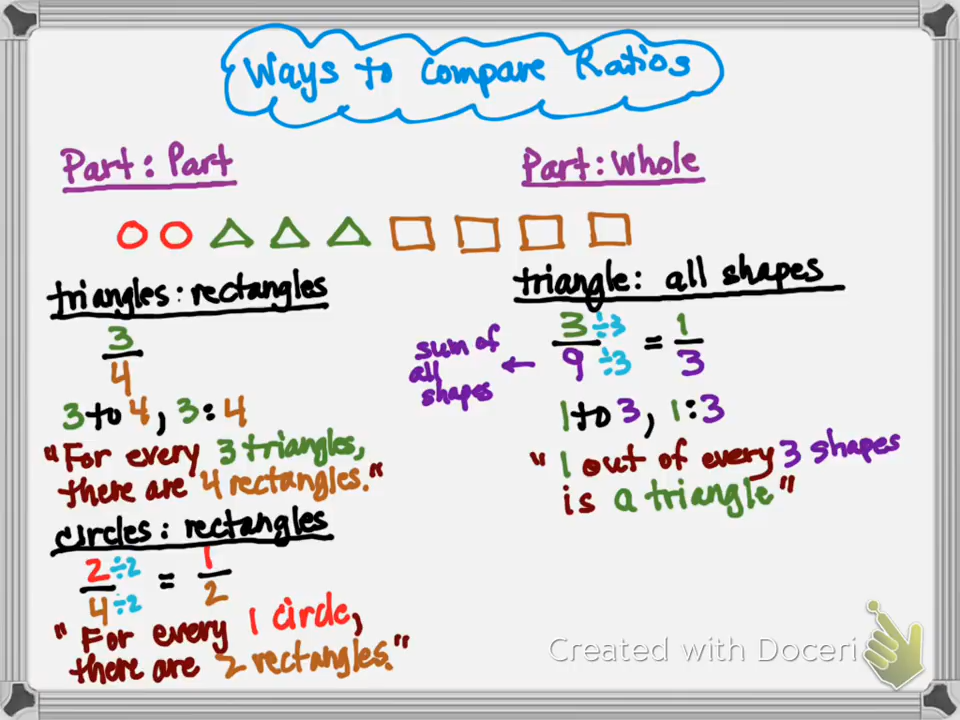 Ways to Compare Ratios
Part: Part
Part: Whole
triangles: rectangles
3/4
3 to 4, 3:4
"For every 3 triangles,
there are 4 rectangles."
circles: rectangles
2÷2/4÷2 = 1/2
"For every 1 circle,
there are 2 rectangles."
triangle: all shapes
sum of
all
shapes
← 3÷3/9÷3 = 1/3
1 to 3, 1:3
"1 out of every 3 shapes
is a triangle"
Created with Doceri